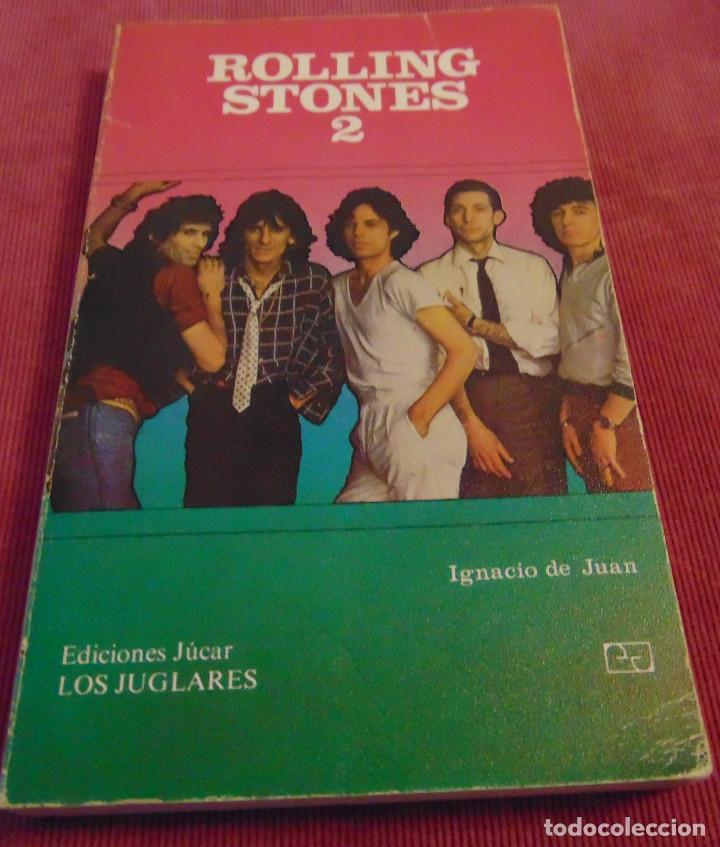 ROLLING
STONES
2
Ignacio de Juan
Ediciones Júcar
LOS JUGLARES
todocoleccion